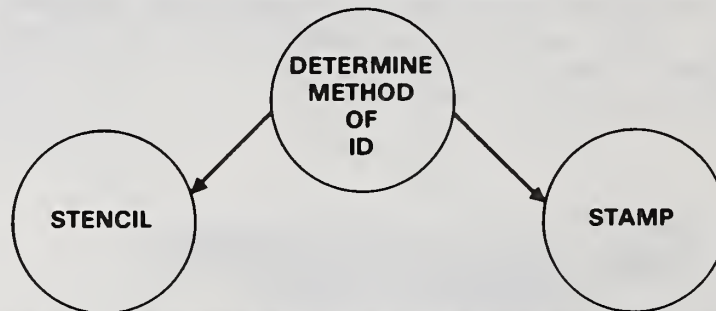 DETERMINE
METHOD
OF
ID
STENCIL
STAMP